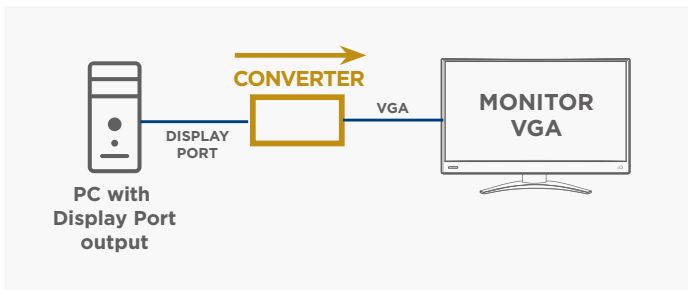 CONVERTER
VGA
MONITOR
VGA
DISPLAY
PORT
PC with
Display Port
output